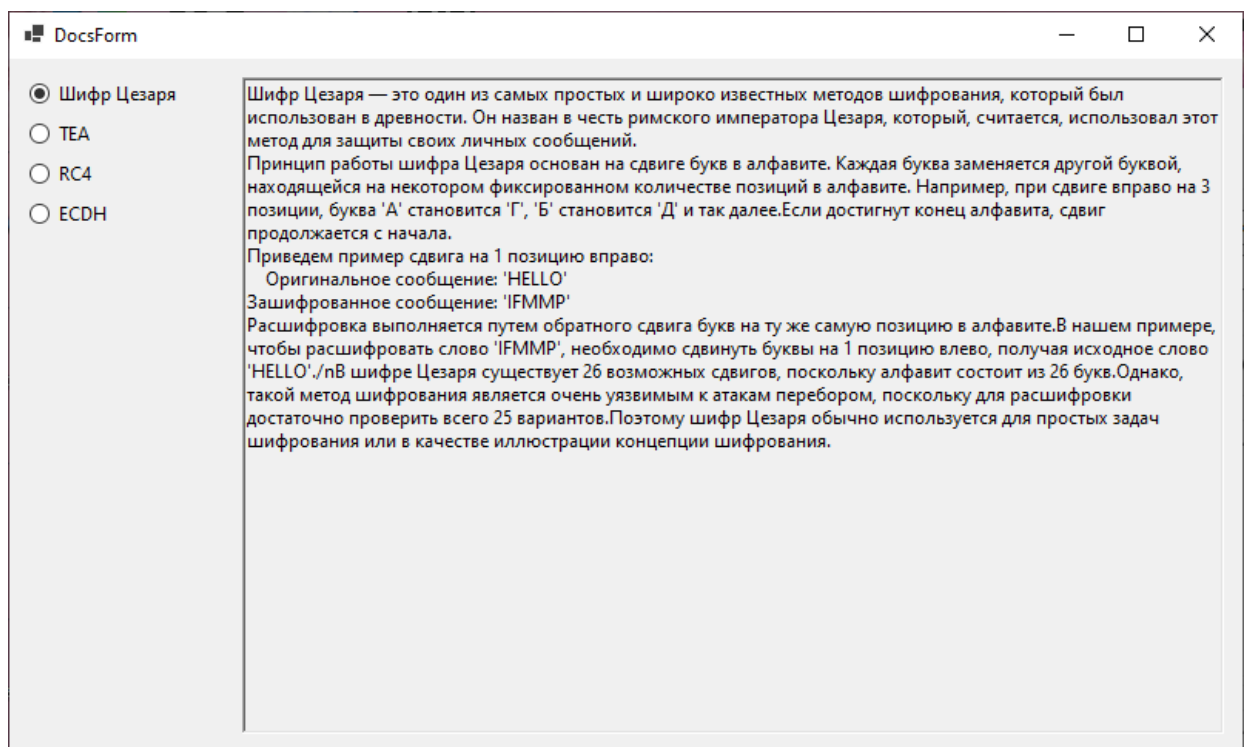 DocsForm
Шифр Цезаря
TEA
RC4
ECDH
Шифр Цезаря — это один из самых простых и широко известных методов шифрования, который был
использован в древности. Он назван в честь римского императора Цезаря, который, считается, использовал этот
метод для защиты своих личных сообщений.
Принцип работы шифра Цезаря основан на сдвиге букв в алфавите. Каждая буква заменяется другой буквой,
находящейся на некотором фиксированном количестве позиций в алфавите. Например, при сдвиге вправо на 3
позиции, буква 'А' становится 'Г', 'Б' становится 'Д' и так далее.Если достигнут конец алфавита, сдвиг
продолжается с начала.
Приведем пример сдвига на 1 позицию вправо:
Оригинальное сообщение: 'HELLO'
Зашифрованное сообщение: 'IFMMP'
Расшифровка выполняется путем обратного сдвига букв на ту же самую позицию в алфавите.В нашем примере,
чтобы расшифровать слово 'IFMMP', необходимо сдвинуть буквы на 1 позицию влево, получая исходное слово
'HELLO'./nВ шифре Цезаря существует 26 возможных сдвигов, поскольку алфавит состоит из 26 букв.Однако,
такой метод шифрования является очень уязвимым к атакам перебором, поскольку для расшифровки
достаточно проверить всего 25 вариантов.Поэтому шифр Цезаря обычно используется для простых задач
шифрования или в качестве иллюстрации концепции шифрования.